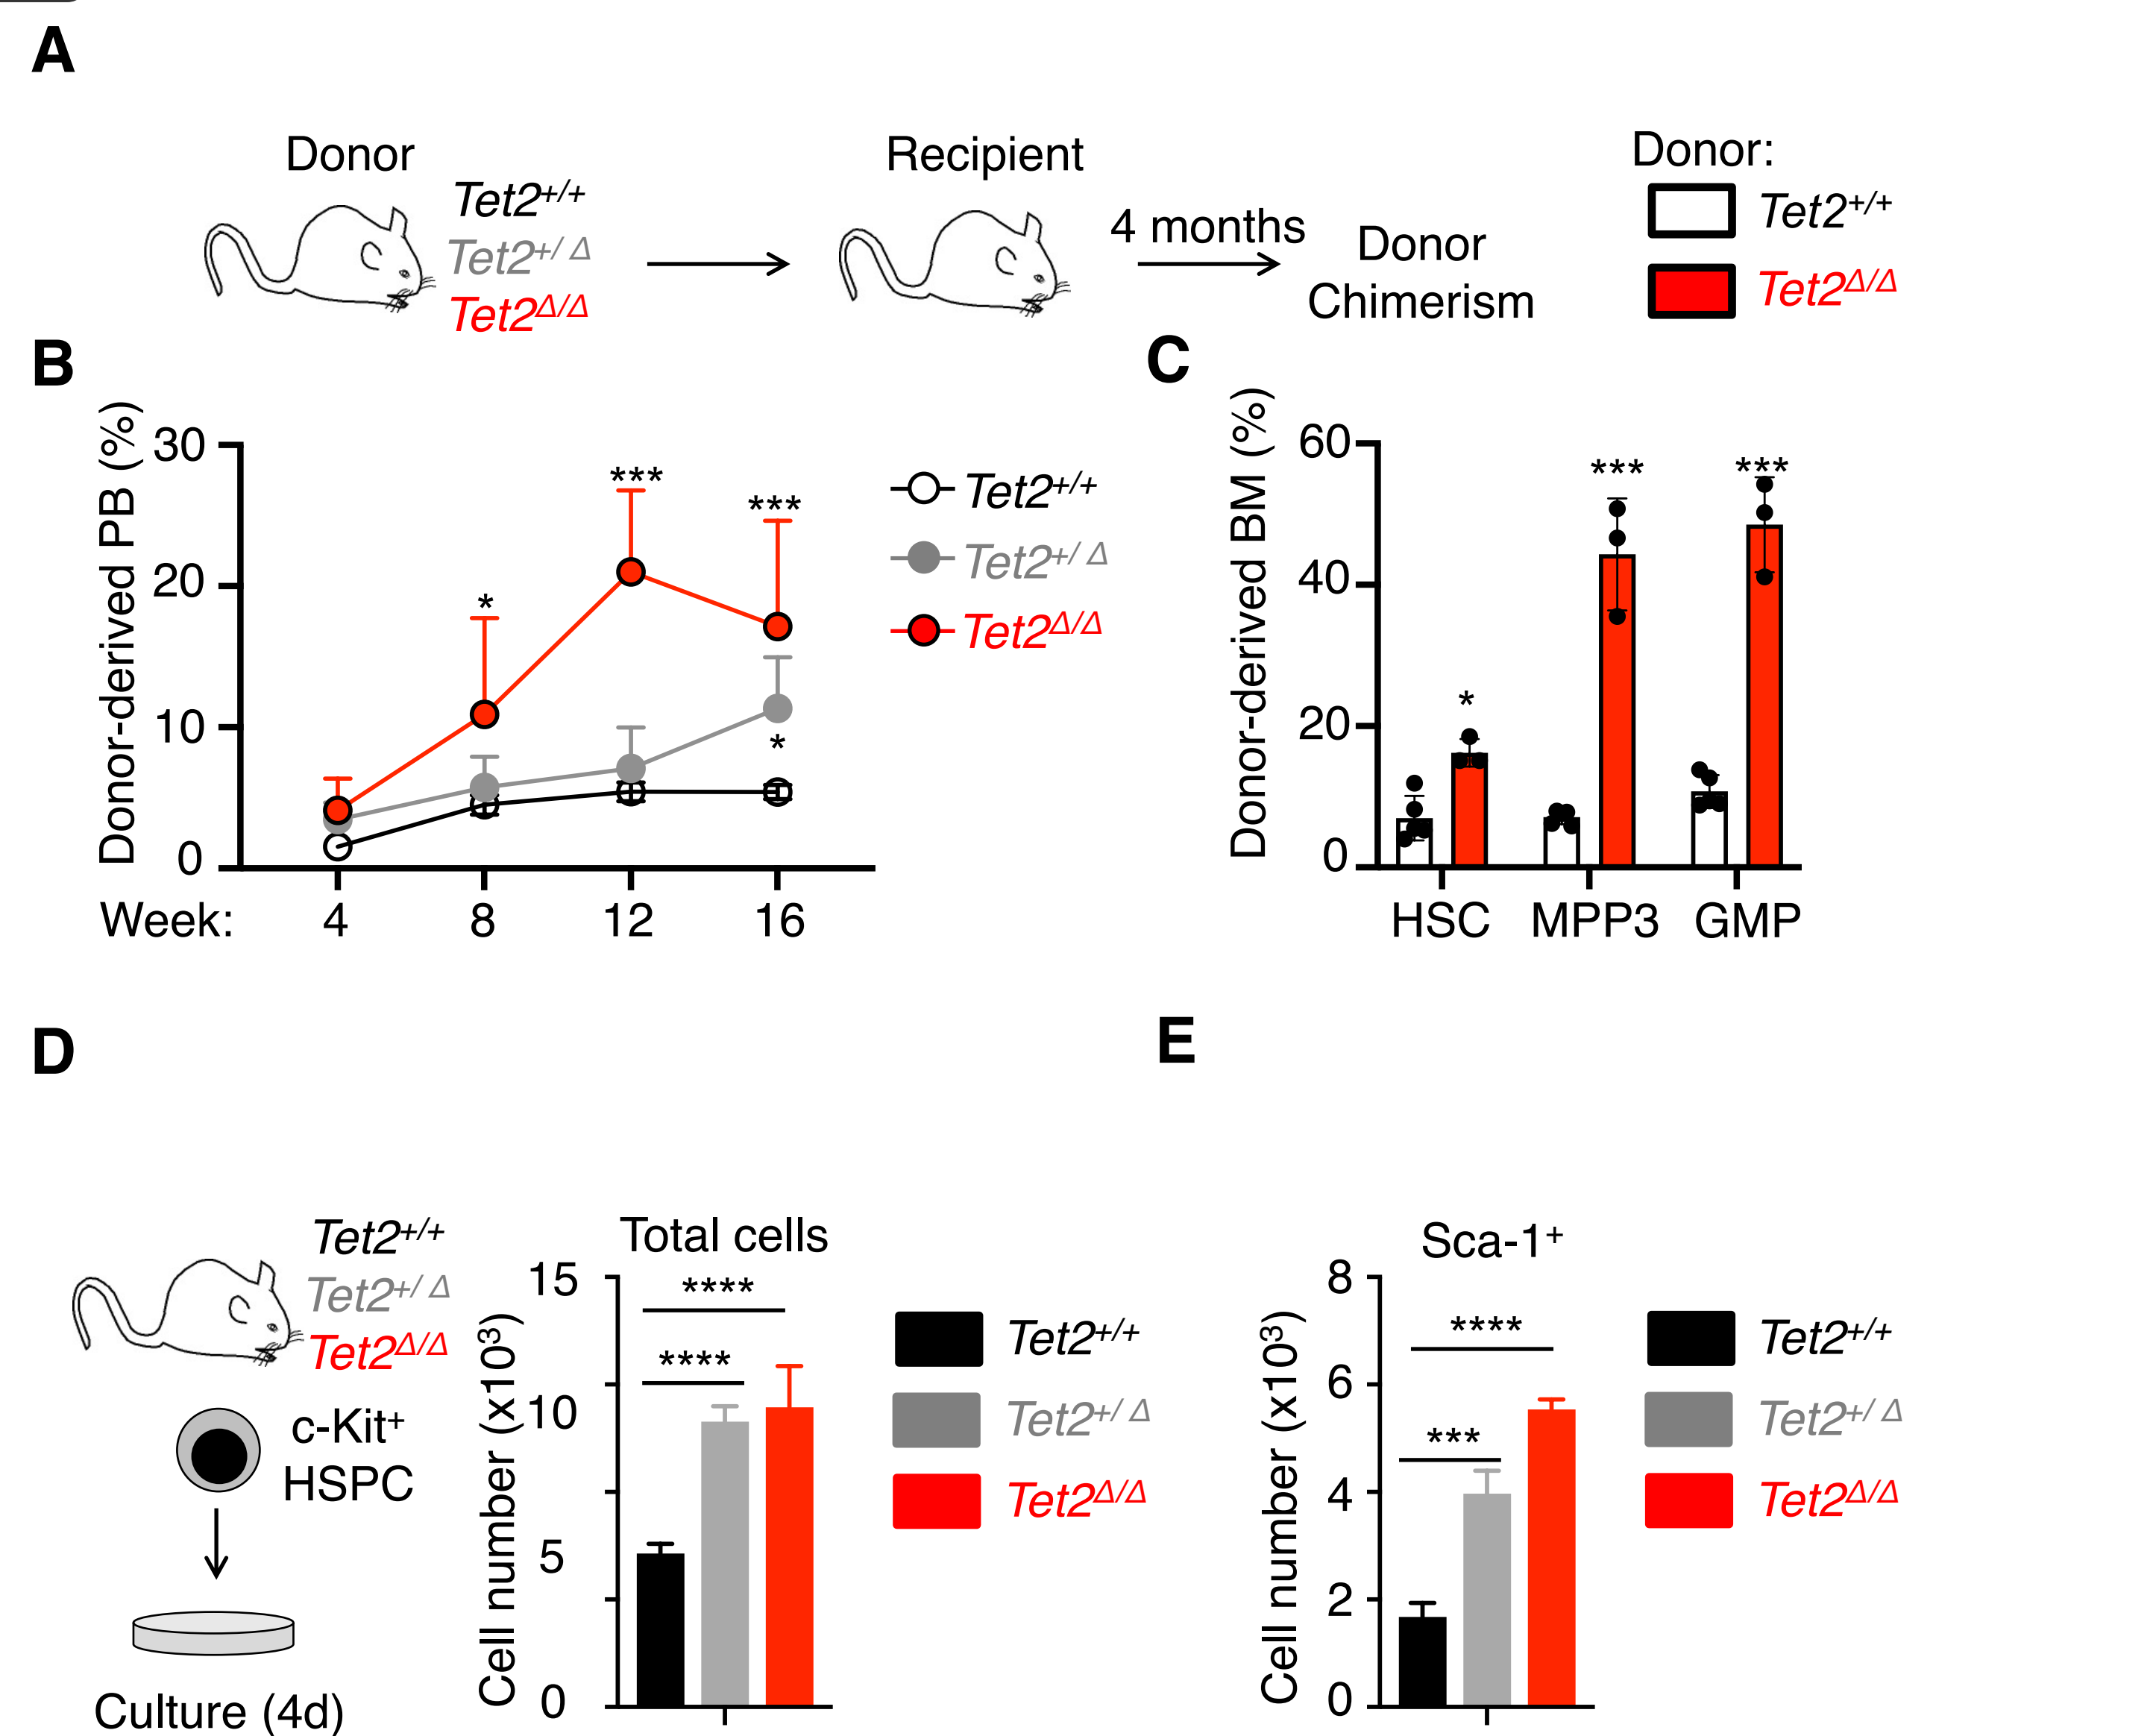 A
Donor
Tet2+/+
Tet2+/ Δ
Tet2Δ/Δ
Recipient
4 months
Donor
Chimerism
Donor:
Tet2+/+
Tet2Δ/Δ
B
Donor-derived PB (%)
30
20
10
0
***
***
*
*
Week:
4 8 12 16
Tet2+/+
Tet2+/ Δ
Tet2Δ/Δ
C
Donor-derived BM (%)
60
40
20
0
*
***
***
HSC MPP3 GMP
D
Tet2+/+
Tet2+/ Δ
Tet2Δ/Δ
c-Kit+
HSPC
Culture (4d)
Total cells
Cell number (x10³)
15
10
5
0
****
****
Tet2+/+
Tet2+/ Δ
Tet2Δ/Δ
E
Sca-1+
Cell number (x10³)
8
6
4
2
0
****
***
Tet2+/+
Tet2+/ Δ
Tet2Δ/Δ